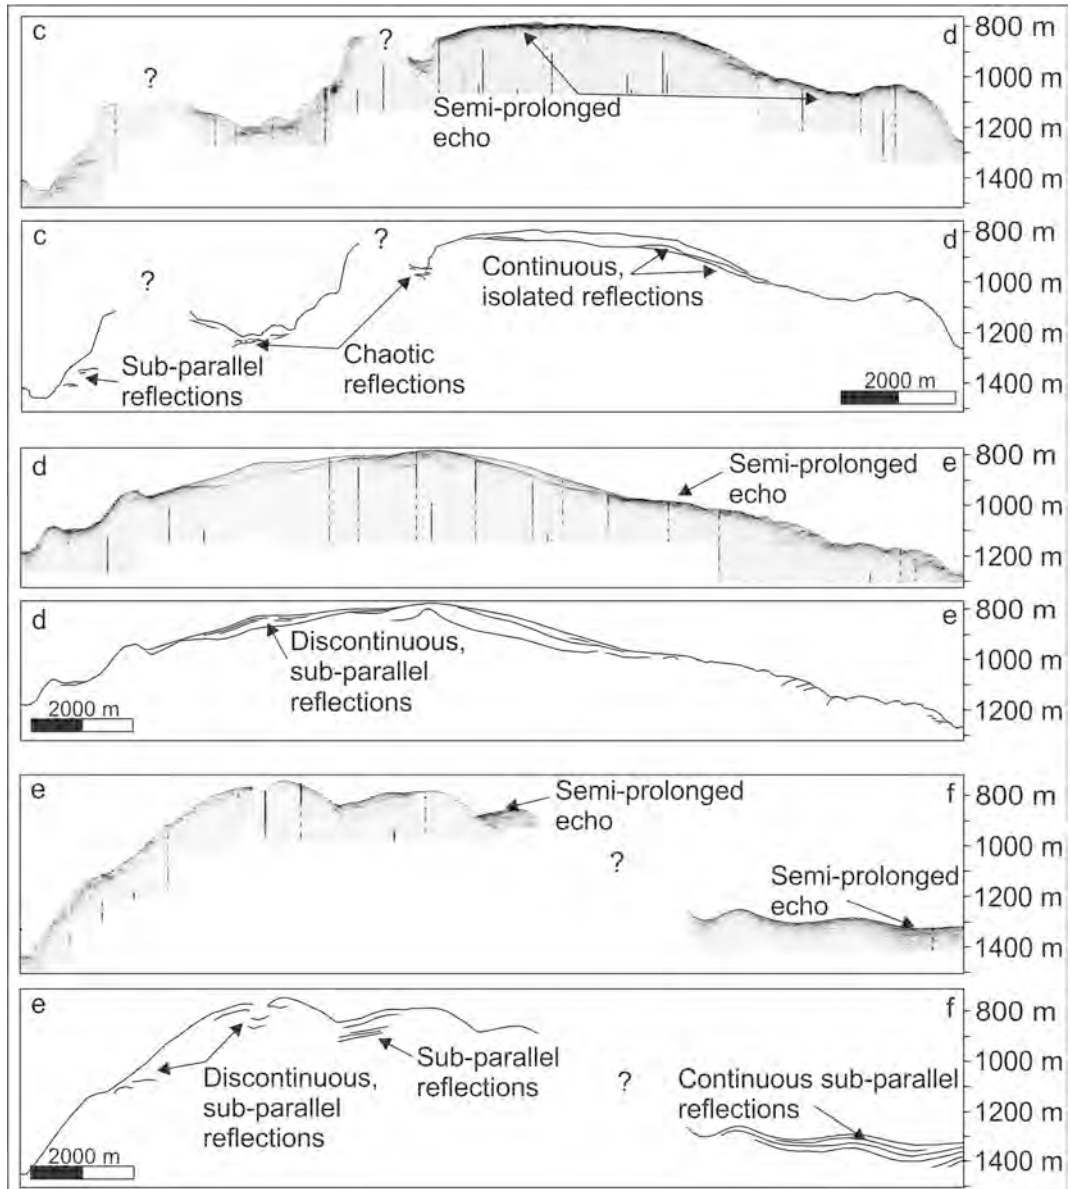 c
?
?
d
800 m
1000 m
1200 m
1400 m
Semi-prolonged
echo
c
?
?
d
800 m
1000 m
1200 m
1400 m
Continuous,
isolated reflections
Sub-parallel
reflections
Chaotic
reflections
2000 m
d
e
800 m
1000 m
1200 m
Semi-prolonged
echo
d
e
800 m
1000 m
1200 m
Discontinuous,
sub-parallel
reflections
2000 m
e
f
800 m
1000 m
1200 m
1400 m
Semi-prolonged
echo
?
Semi-prolonged
echo
e
f
800 m
1000 m
1200 m
1400 m
Discontinuous,
sub-parallel
reflections
Sub-parallel
reflections
?
Continuous sub-parallel
reflections
2000 m